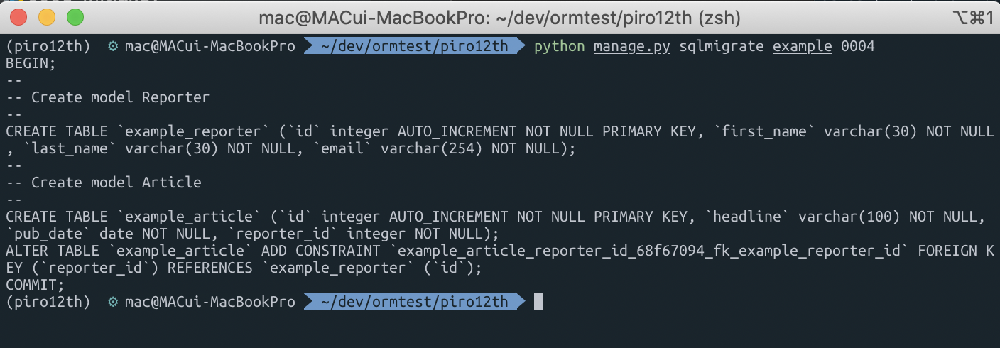 mac@MACui-MacBookPro: ~/dev/ormtest/piro12th (zsh)
⌥⌘1
(piro12th) ⚙ mac@MACui-MacBookPro ~/dev/ormtest/piro12th python manage.py sqlmigrate example 0004
BEGIN;
--
-- Create model Reporter
--
CREATE TABLE `example_reporter` (`id` integer AUTO_INCREMENT NOT NULL PRIMARY KEY, `first_name` varchar(30) NOT NULL
, `last_name` varchar(30) NOT NULL, `email` varchar(254) NOT NULL);
--
-- Create model Article
--
CREATE TABLE `example_article` (`id` integer AUTO_INCREMENT NOT NULL PRIMARY KEY, `headline` varchar(100) NOT NULL,
`pub_date` date NOT NULL, `reporter_id` integer NOT NULL);
ALTER TABLE `example_article` ADD CONSTRAINT `example_article_reporter_id_68f67094_fk_example_reporter_id` FOREIGN K
EY (`reporter_id`) REFERENCES `example_reporter` (`id`);
COMMIT;
(piro12th) ⚙ mac@MACui-MacBookPro ~/dev/ormtest/piro12th